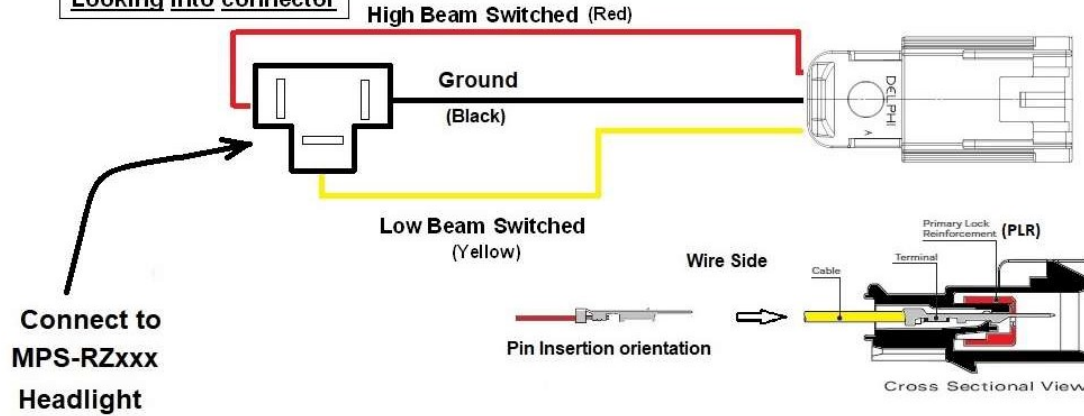 Looking into connector
High Beam Switched (Red)
Ground
(Black)
DELPHI
A
Low Beam Switched
(Yellow)
Primary Lock
Reinforcement (PLR)
Wire Side
Cable
Terminal
Pin Insertion orientation
Cross Sectional View
Connect to
MPS-RZxxx
Headlight